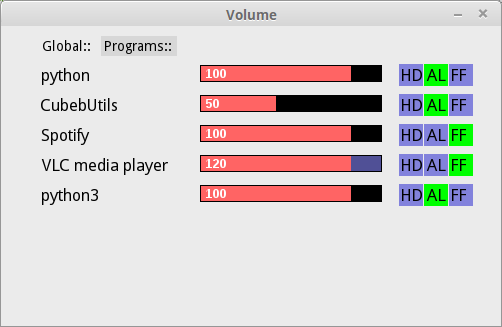 Volume
Global:: Programs::
python 100 HD AL FF
CubebUtils 50 HD AL FF
Spotify 100 HD AL FF
VLC media player 120 HD AL FF
python3 100 HD AL FF